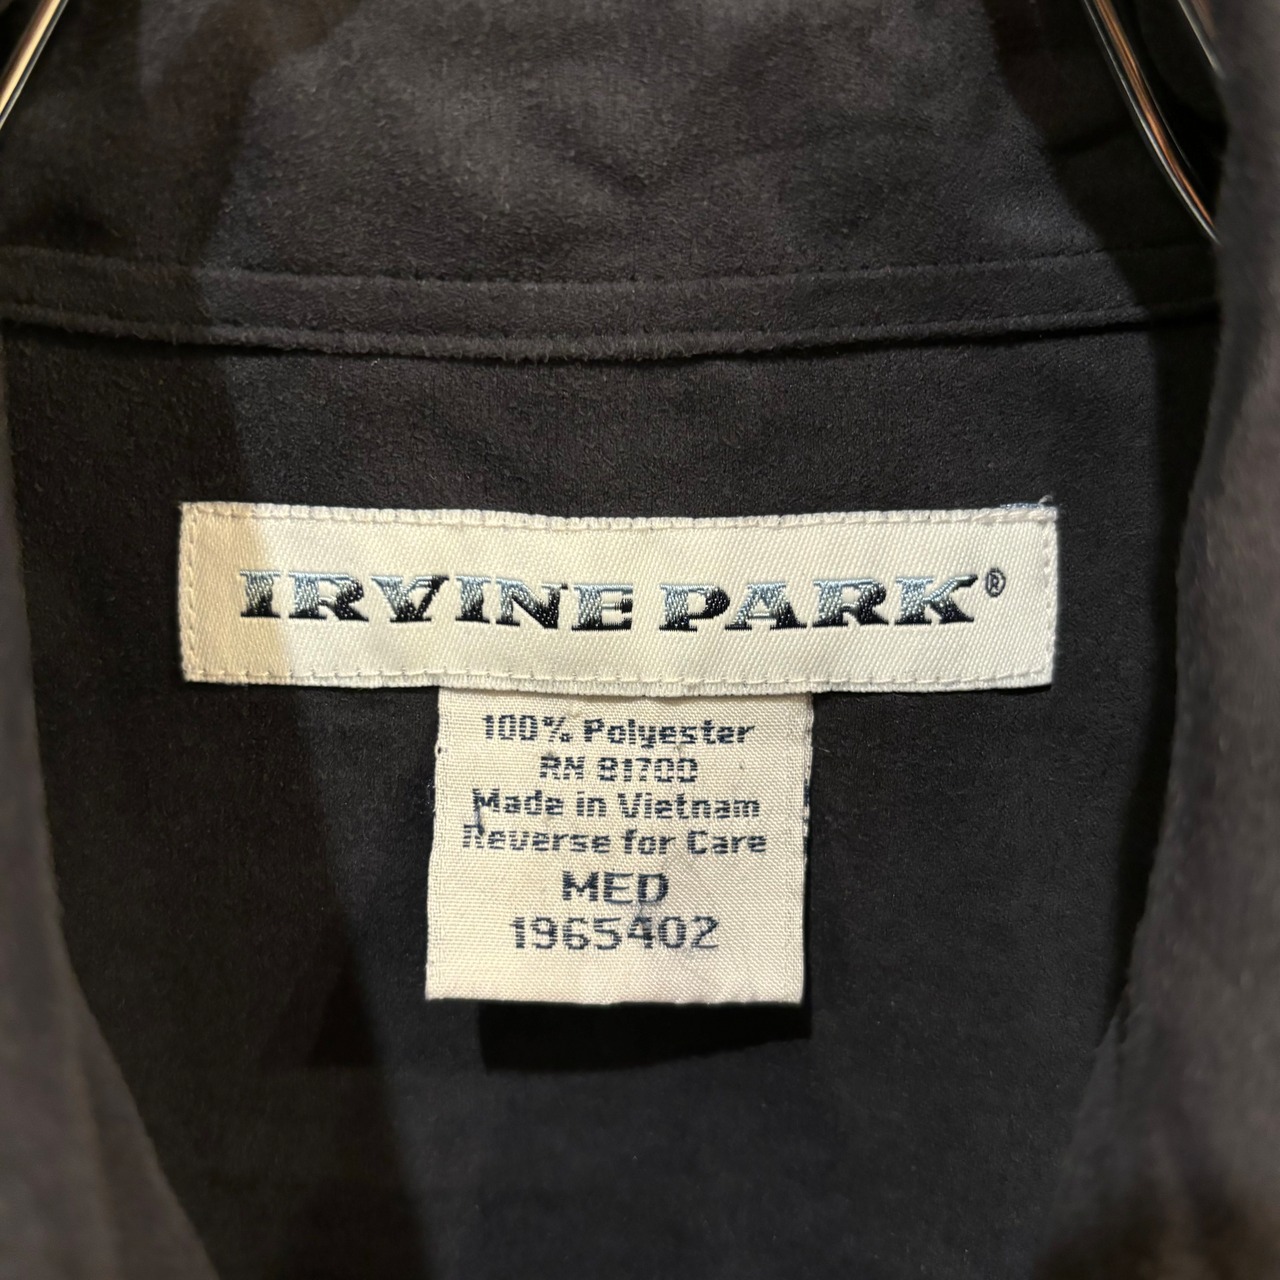 IRVINE PARK®
100% Polyester
RN 81700
Made in Vietnam
Reverse for Care
MED
1965402